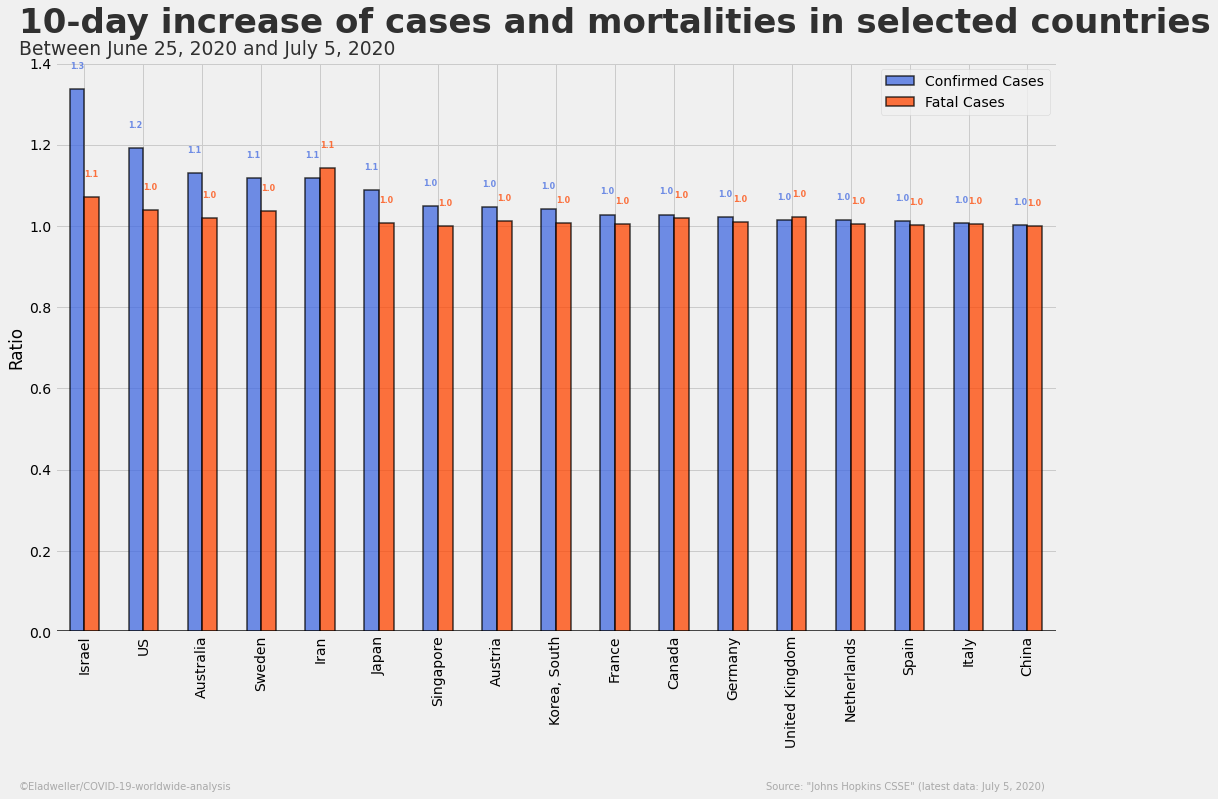 10-day increase of cases and mortalities in selected countries
Between June 25, 2020 and July 5, 2020
Confirmed Cases
Fatal Cases
Ratio
1.4
1.2
1.0
0.8
0.6
0.4
0.2
0.0
1.3 1.1
1.2 1.0
1.1 1.0
1.1 1.0
1.1 1.1
1.1 1.0
1.0 1.0
1.0 1.0
1.0 1.0
1.0 1.0
1.0 1.0
1.0 1.0
1.0 1.0
1.0 1.0
1.0 1.0
1.0 1.0
1.0 1.0
Israel
US
Australia
Sweden
Iran
Japan
Singapore
Austria
Korea, South
France
Canada
Germany
United Kingdom
Netherlands
Spain
Italy
China
©Eladweller/COVID-19-worldwide-analysis
Source: "Johns Hopkins CSSE" (latest data: July 5, 2020)